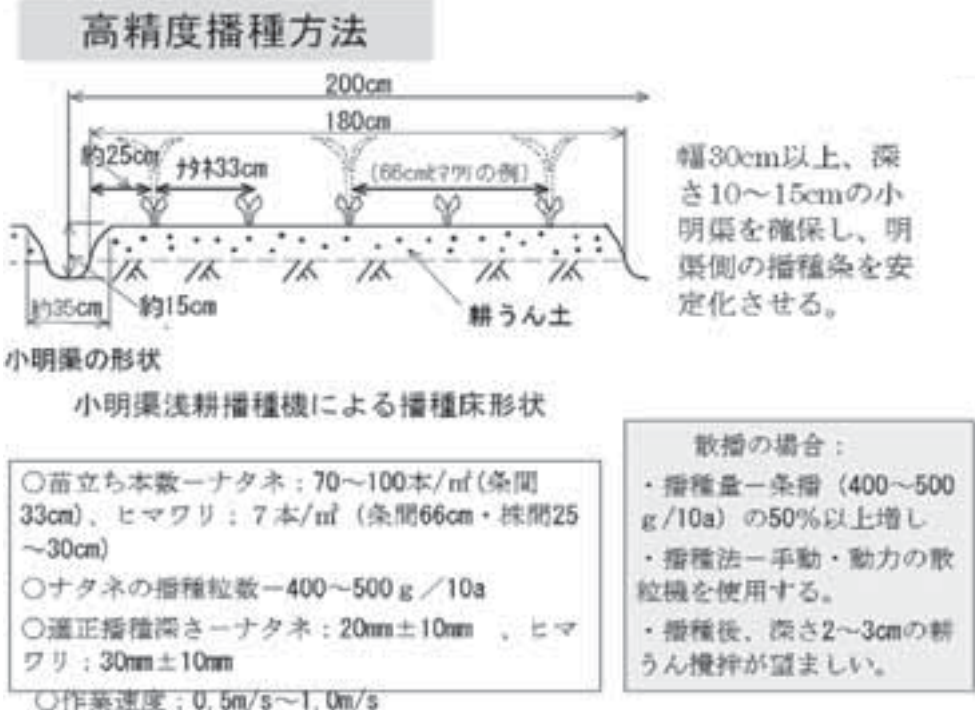 高精度播種方法
200cm
180cm
約25cm
ﾅﾀﾈ33cm
(66cmﾋﾏﾜﾘの例)
幅30cm以上、深
さ10～15cmの小
明渠を確保し、明
渠側の播種条を安
定化させる。
約35cm
約15cm
耕うん土
小明渠の形状
小明渠浅耕播種機による播種床形状
○苗立ち本数－ナタネ：70～100本/㎡(条間
33cm)、ヒマワリ：７本/㎡（条間66cm・株間25
～30cm)
○ナタネの播種粒数－400～500ｇ／10a
○適正播種深さ－ナタネ：20mm±10mm 、ヒマ
ワリ：30mm±10mm
○作業速度：0.5m/s～1.0m/s
散播の場合：
・播種量－条播（400～500
ｇ/10a）の50%以上増し
・播種法－手動・動力の散
粒機を使用する。
・播種後、深さ2～3cmの耕
うん攪拌が望ましい。